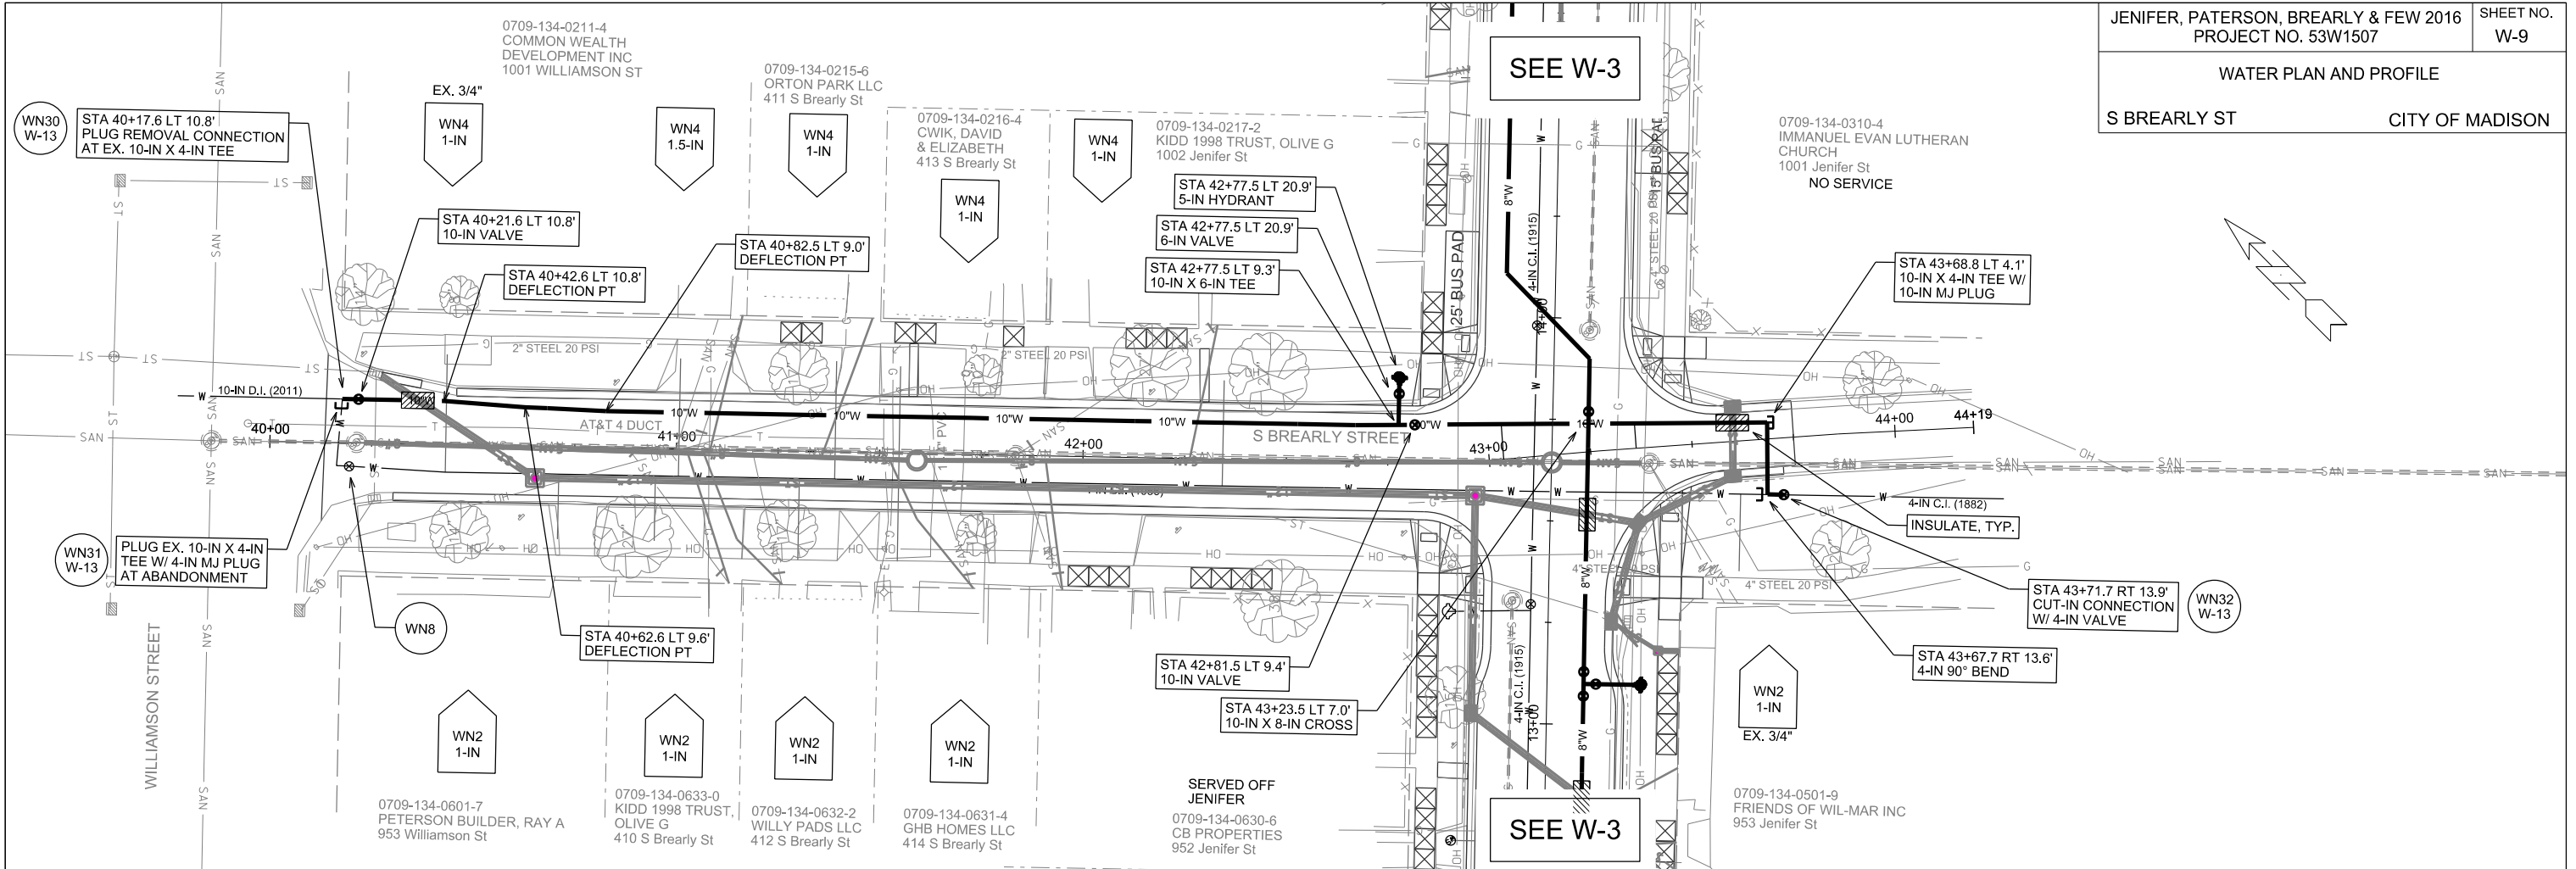 JENIFER, PATERSON, BREARLY & FEW 2016
PROJECT NO. 53W1507
SHEET NO.
W-9
WATER PLAN AND PROFILE
S BREARLY ST
CITY OF MADISON
0709-134-0211-4
COMMON WEALTH
DEVELOPMENT INC
1001 WILLIAMSON ST
0709-134-0215-6
ORTON PARK LLC
411 S Brearly St
0709-134-0216-4
CWIK, DAVID
& ELIZABETH
413 S Brearly St
0709-134-0217-2
KIDD 1998 TRUST, OLIVE G
1002 Jenifer St
SEE W-3
0709-134-0310-4
IMMANUEL EVAN LUTHERAN
CHURCH
1001 Jenifer St
NO SERVICE
WN30
W-13
STA 40+17.6 LT 10.8'
PLUG REMOVAL CONNECTION
AT EX. 10-IN X 4-IN TEE
EX. 3/4"
WN4
1-IN
WN4
1.5-IN
WN4
1-IN
WN4
1-IN
WN4
1-IN
STA 40+21.6 LT 10.8'
10-IN VALVE
STA 40+42.6 LT 10.8'
DEFLECTION PT
STA 40+82.5 LT 9.0'
DEFLECTION PT
STA 42+77.5 LT 20.9'
5-IN HYDRANT
STA 42+77.5 LT 20.9'
6-IN VALVE
STA 42+77.5 LT 9.3'
10-IN X 6-IN TEE
STA 43+68.8 LT 4.1'
10-IN X 4-IN TEE W/
10-IN MJ PLUG
25' BUS PAD
8"W
4-IN C.I. (1915)
14+00
2" STEEL 20 PSI
2" STEEL 20 PSI
10-IN D.I. (2011)
10"W
10"W
10"W
10"W
10"W
AT&T 4 DUCT
S BREARLY STREET
40+00
41+00
42+00
43+00
44+00
44+19
4-IN C.I. (1882)
INSULATE, TYP.
WN31
W-13
PLUG EX. 10-IN X 4-IN
TEE W/ 4-IN MJ PLUG
AT ABANDONMENT
WN8
STA 40+62.6 LT 9.6'
DEFLECTION PT
STA 42+81.5 LT 9.4'
10-IN VALVE
STA 43+23.5 LT 7.0'
10-IN X 8-IN CROSS
4-IN C.I. (1915)
13+00
8"W
8"W
4" STEEL 20 PSI
STA 43+71.7 RT 13.9'
CUT-IN CONNECTION
W/ 4-IN VALVE
WN32
W-13
STA 43+67.7 RT 13.6'
4-IN 90° BEND
WILLIAMSON STREET
WN2
1-IN
WN2
1-IN
WN2
1-IN
WN2
1-IN
WN2
1-IN
EX. 3/4"
0709-134-0601-7
PETERSON BUILDER, RAY A
953 Williamson St
0709-134-0633-0
KIDD 1998 TRUST,
OLIVE G
410 S Brearly St
0709-134-0632-2
WILLY PADS LLC
412 S Brearly St
0709-134-0631-4
GHB HOMES LLC
414 S Brearly St
SERVED OFF
JENIFER
0709-134-0630-6
CB PROPERTIES
952 Jenifer St
SEE W-3
0709-134-0501-9
FRIENDS OF WIL-MAR INC
953 Jenifer St